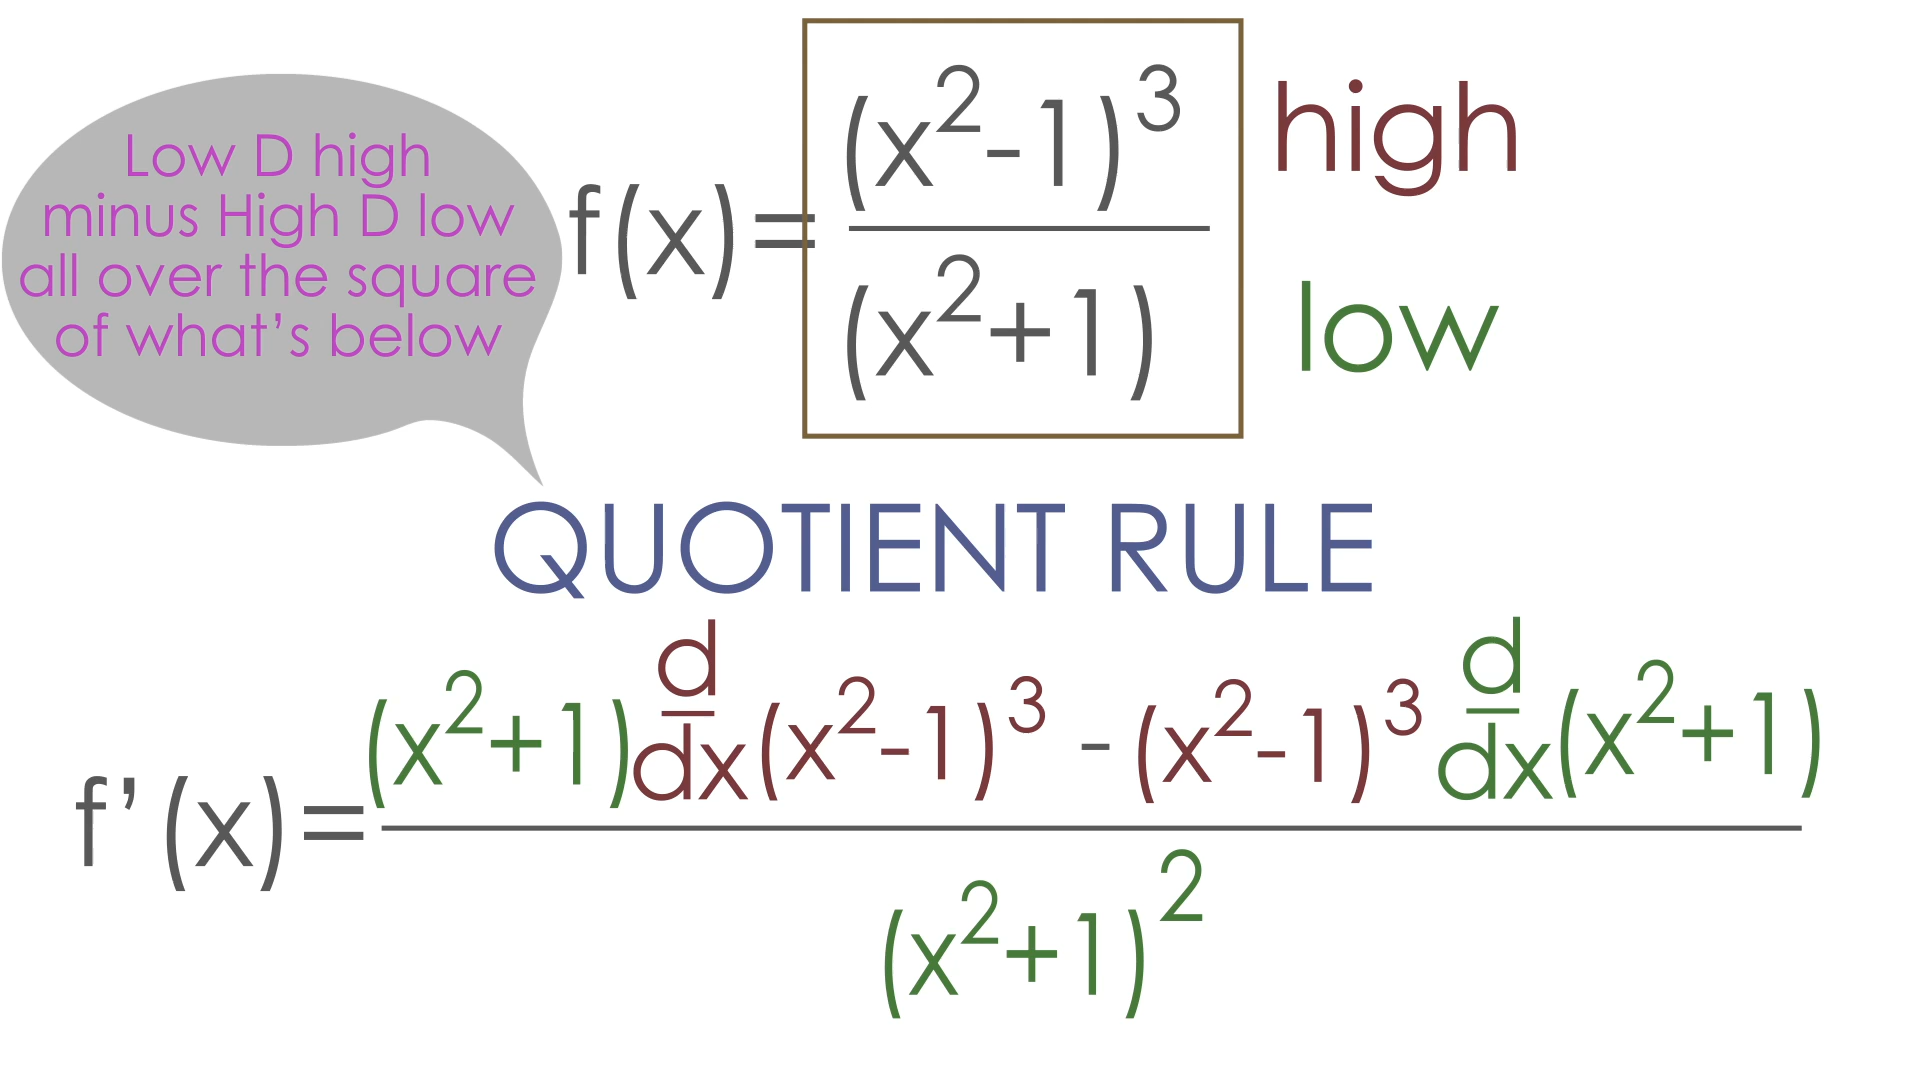 Low D high
minus High D low
all over the square
of what's below
f(x)= (x²-1)³ / (x²+1)
high
low
QUOTIENT RULE
f'(x)= (x²+1) d/dx (x²-1)³ - (x²-1)³ d/dx (x²+1) / (x²+1)²